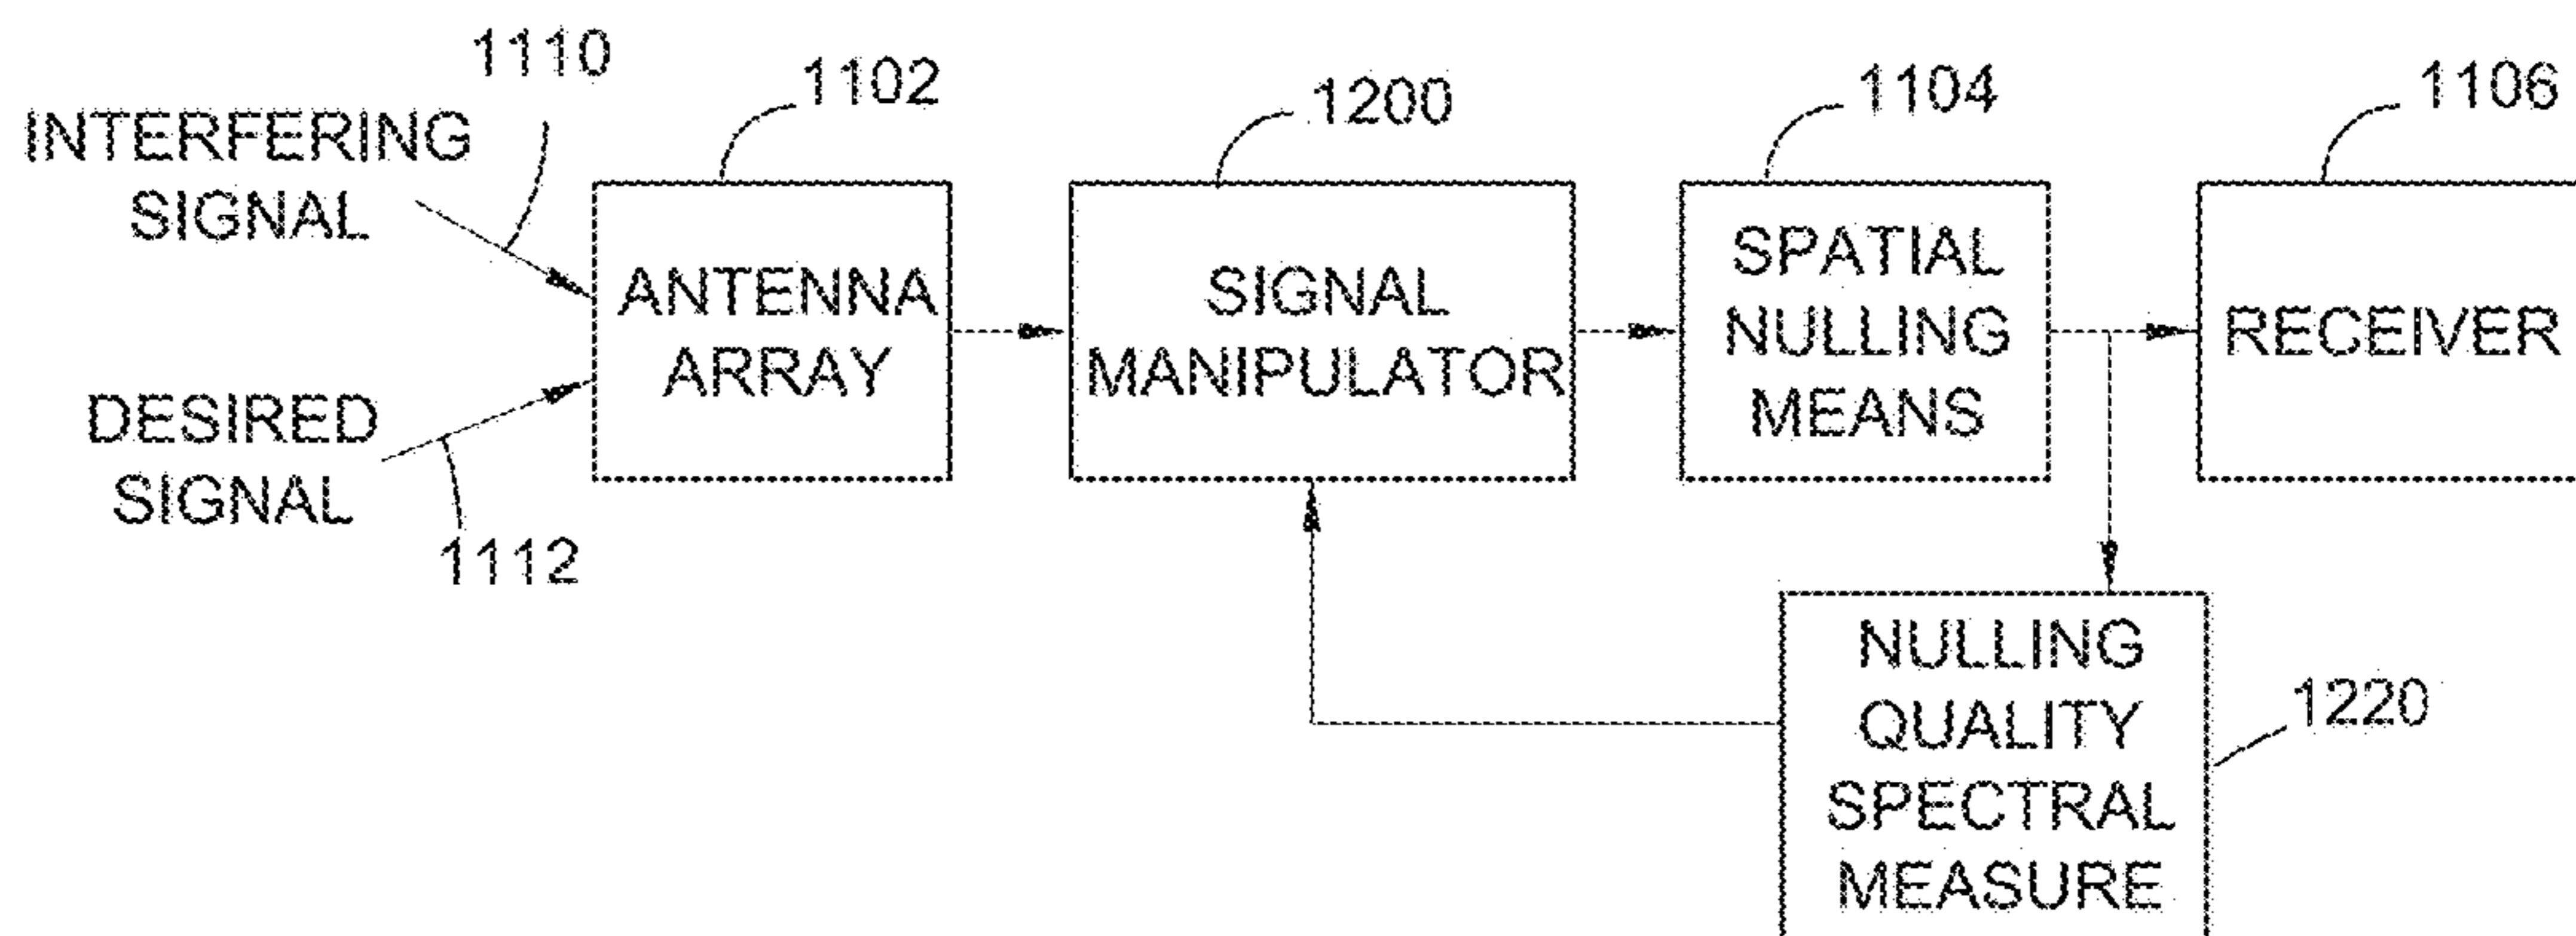 1110
INTERFERING
SIGNAL
1102
1200
1104
1106
ANTENNA
ARRAY
SIGNAL
MANIPULATOR
SPATIAL
NULLING
MEANS
RECEIVER
DESIRED
SIGNAL
1112
NULLING
QUALITY
SPECTRAL
MEASURE
1220